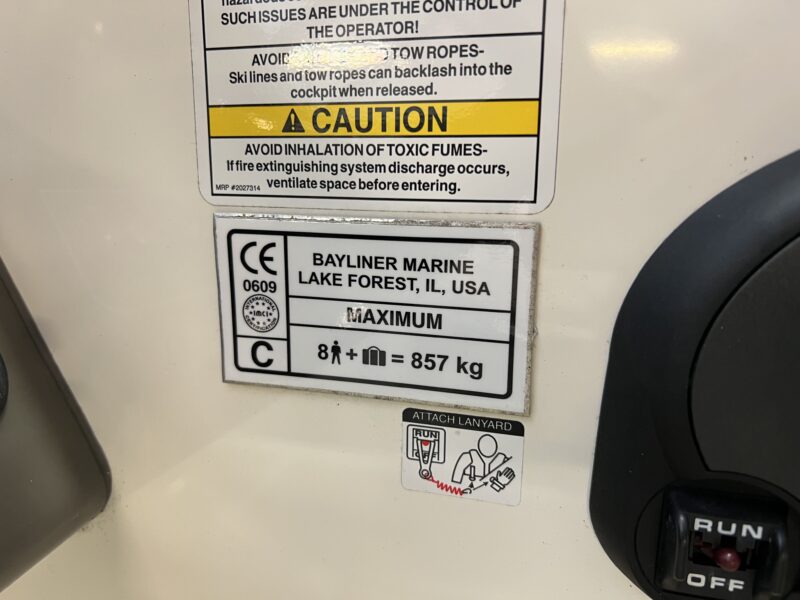 SUCH ISSUES ARE UNDER THE CONTROL OF
THE OPERATOR!
TOW ROPES-
Ski lines and tow ropes can backlash into the
cockpit when released.
CAUTION
AVOID INHALATION OF TOXIC FUMES-
If fire extinguishing system discharge occurs,
ventilate space before entering.
MRP #2027314
CE
0609
INTERNATIONAL
IMCI
CERTIFICATION
C
BAYLINER MARINE
LAKE FOREST, IL, USA
MAXIMUM
8 + = 857 kg
ATTACH LANYARD
RUN
RUN
OFF